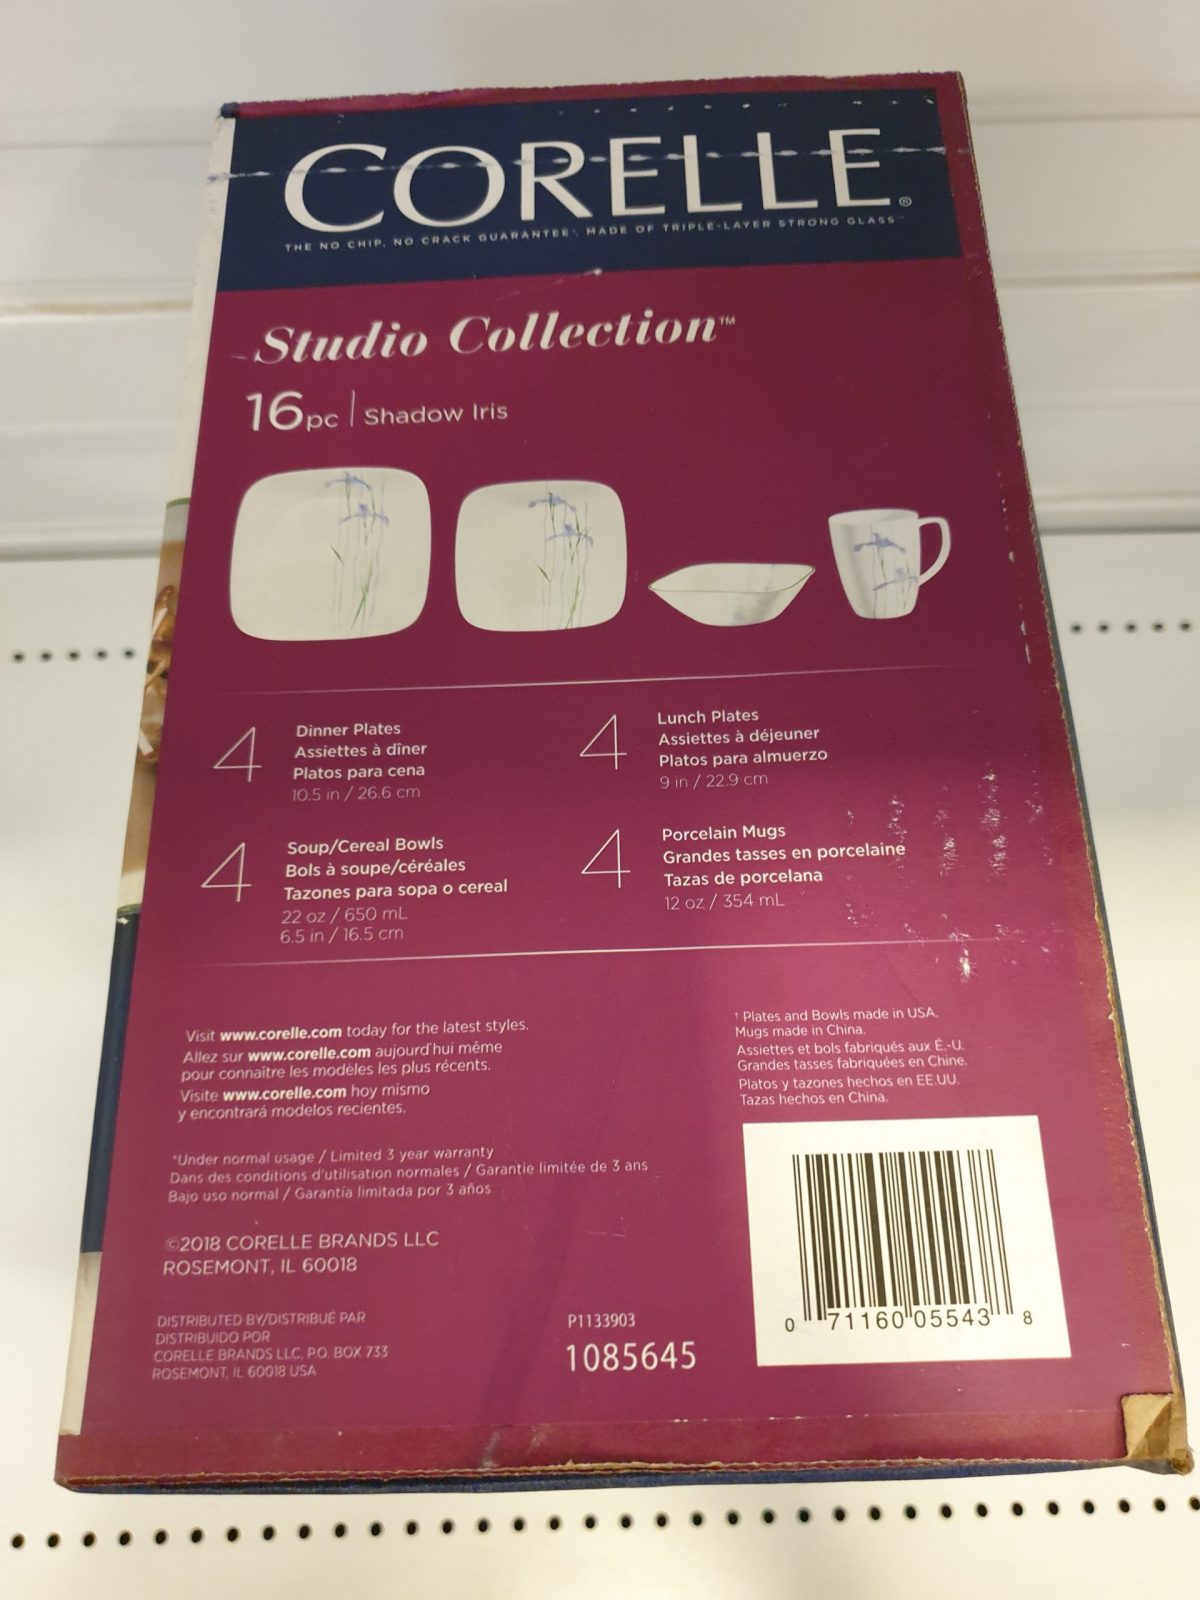 CORELLE®
THE NO CHIP, NO CRACK GUARANTEE*. MADE OF TRIPLE-LAYER STRONG GLASS™
Studio Collection™
16pc | Shadow Iris
4
Dinner Plates
Assiettes à dîner
Platos para cena
10.5 in / 26.6 cm
4
Lunch Plates
Assiettes à déjeuner
Platos para almuerzo
9 in / 22.9 cm
4
Soup/Cereal Bowls
Bols à soupe/céréales
Tazones para sopa o cereal
22 oz / 650 mL
6.5 in / 16.5 cm
4
Porcelain Mugs
Grandes tasses en porcelaine
Tazas de porcelana
12 oz / 354 mL
Visit www.corelle.com today for the latest styles.
Allez sur www.corelle.com aujourd'hui même
pour connaître les modèles les plus récents.
Visite www.corelle.com hoy mismo
y encontrará modelos recientes.
*Under normal usage / Limited 3 year warranty
Dans des conditions d'utilisation normales / Garantie limitée de 3 ans
Bajo uso normal / Garantía limitada por 3 años
©2018 CORELLE BRANDS LLC
ROSEMONT, IL 60018
DISTRIBUTED BY/DISTRIBUÉ PAR
DISTRIBUIDO POR
CORELLE BRANDS LLC, P.O. BOX 733
ROSEMONT, IL 60018 USA
† Plates and Bowls made in USA.
Mugs made in China.
Assiettes et bols fabriqués aux É.-U.
Grandes tasses fabriquées en Chine.
Platos y tazones hechos en EE.UU.
Tazas hechos en China.
P1133903
1085645
0 71160 05543 8